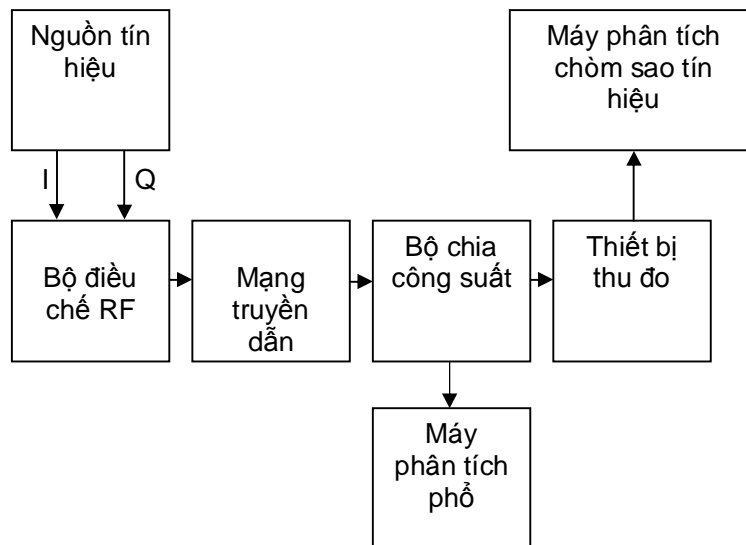 Nguồn tín
hiệu
Máy phân tích
chòm sao tín
hiệu
I
Q
Bộ điều
chế RF
Mạng
truyền
dẫn
Bộ chia
công suất
Thiết bị
thu đo
Máy
phân tích
phổ